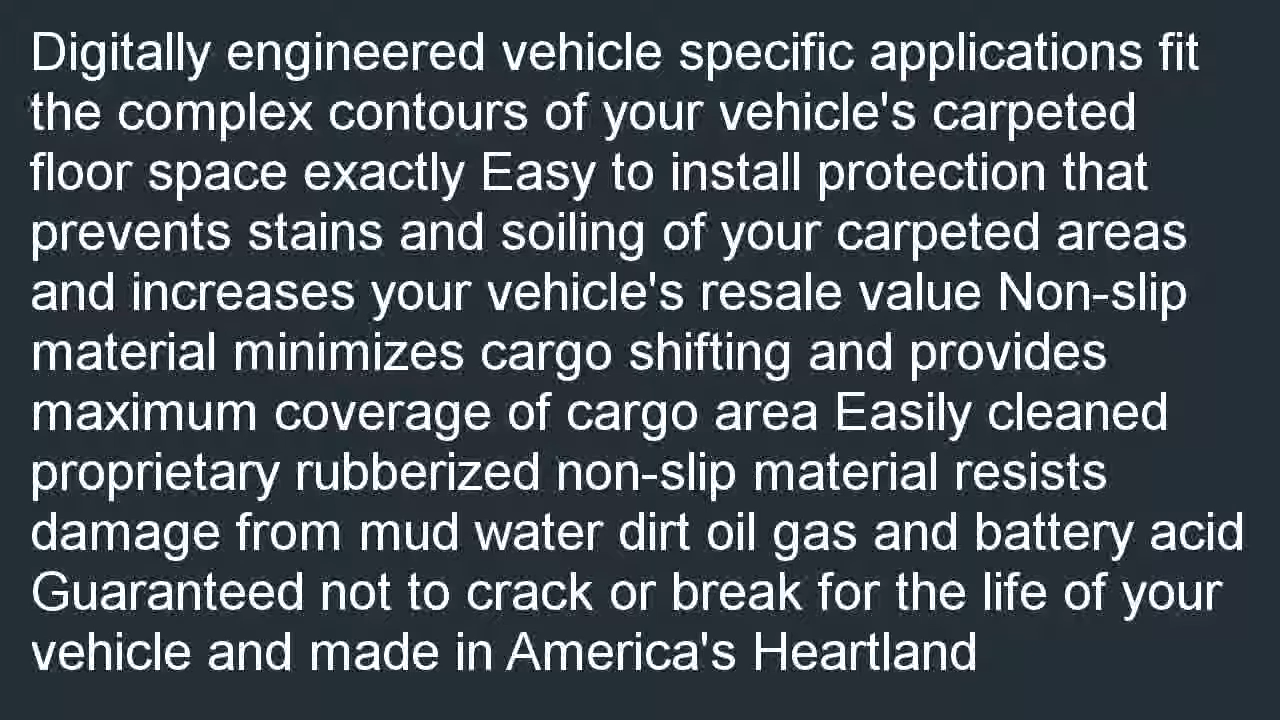 Digitally engineered vehicle specific applications fit
the complex contours of your vehicle's carpeted
floor space exactly Easy to install protection that
prevents stains and soiling of your carpeted areas
and increases your vehicle's resale value Non-slip
material minimizes cargo shifting and provides
maximum coverage of cargo area Easily cleaned
proprietary rubberized non-slip material resists
damage from mud water dirt oil gas and battery acid
Guaranteed not to crack or break for the life of your
vehicle and made in America's Heartland